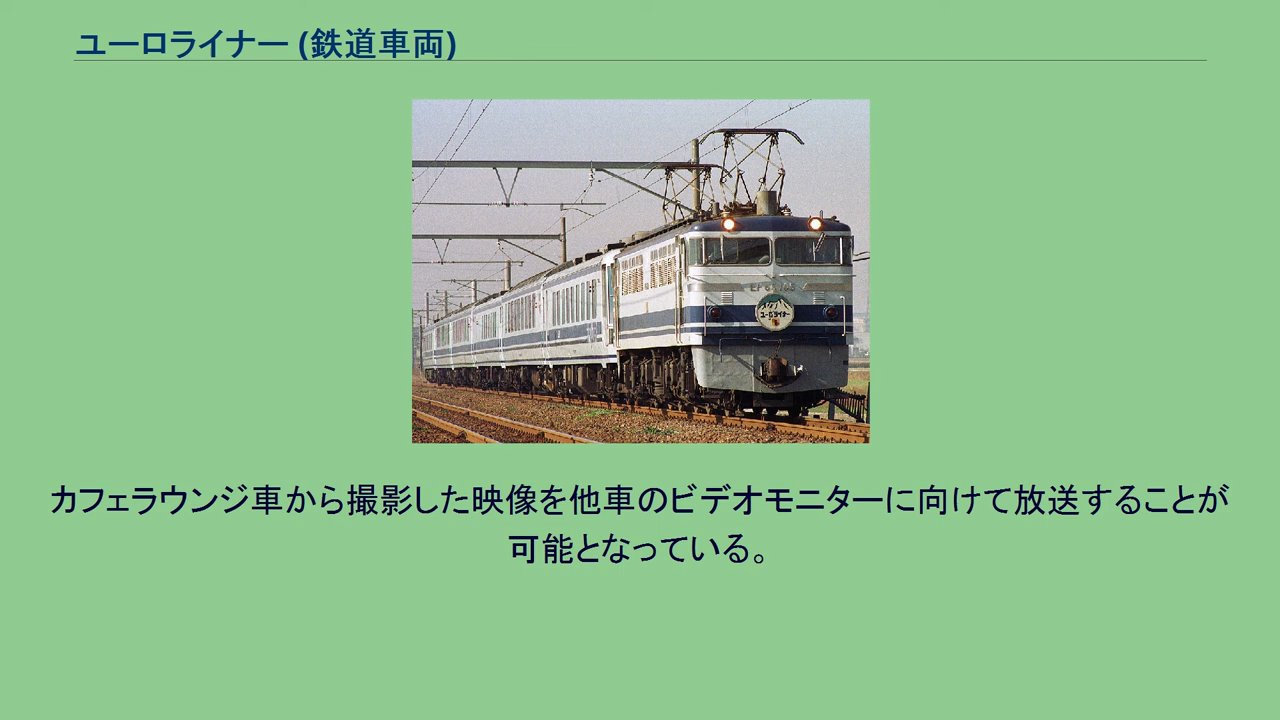 ユーロライナー (鉄道車両)
ユーロライナー
カフェラウンジ車から撮影した映像を他車のビデオモニターに向けて放送することが
可能となっている。